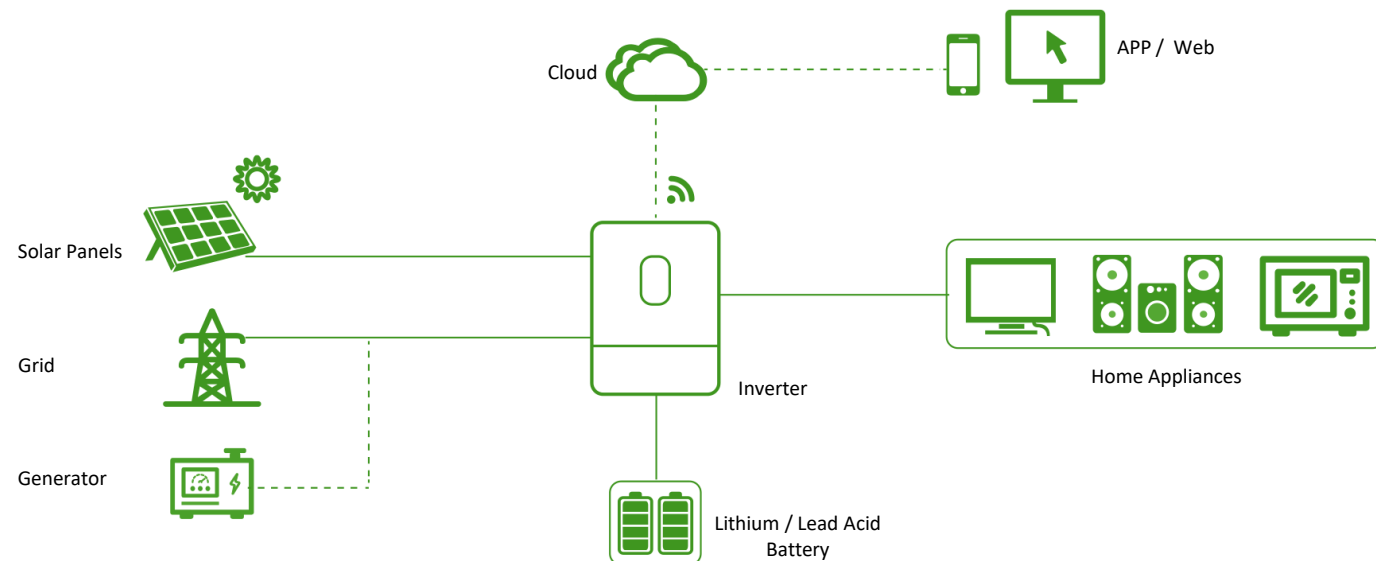 Cloud
APP / Web
Solar Panels
Grid
Inverter
Home Appliances
Generator
Lithium / Lead Acid
Battery